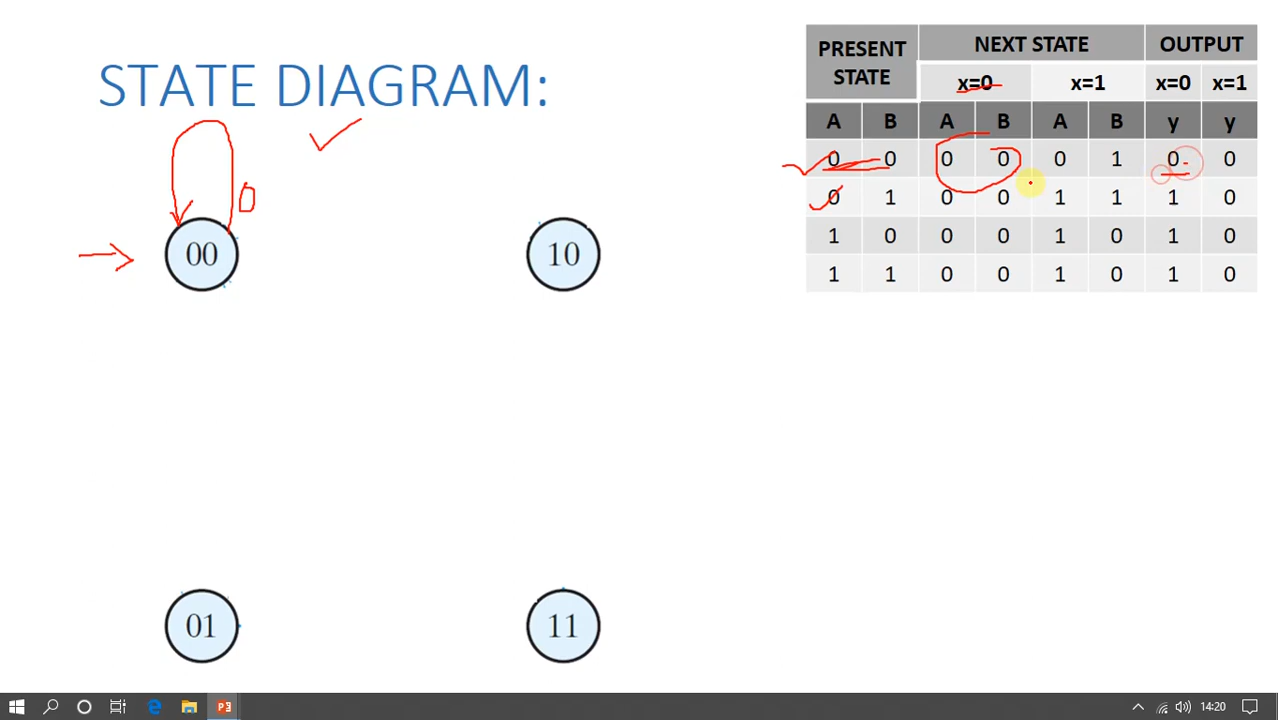 STATE DIAGRAM:
PRESENT STATE NEXT STATE OUTPUT
x=0 x=1 x=0 x=1
A B A B A B y y
0 0 0 0 0 1 0 0
0 1 0 0 1 1 1 0
1 0 0 0 1 0 1 0
1 1 0 0 1 0 1 0
0
00 10
01 11
14:20